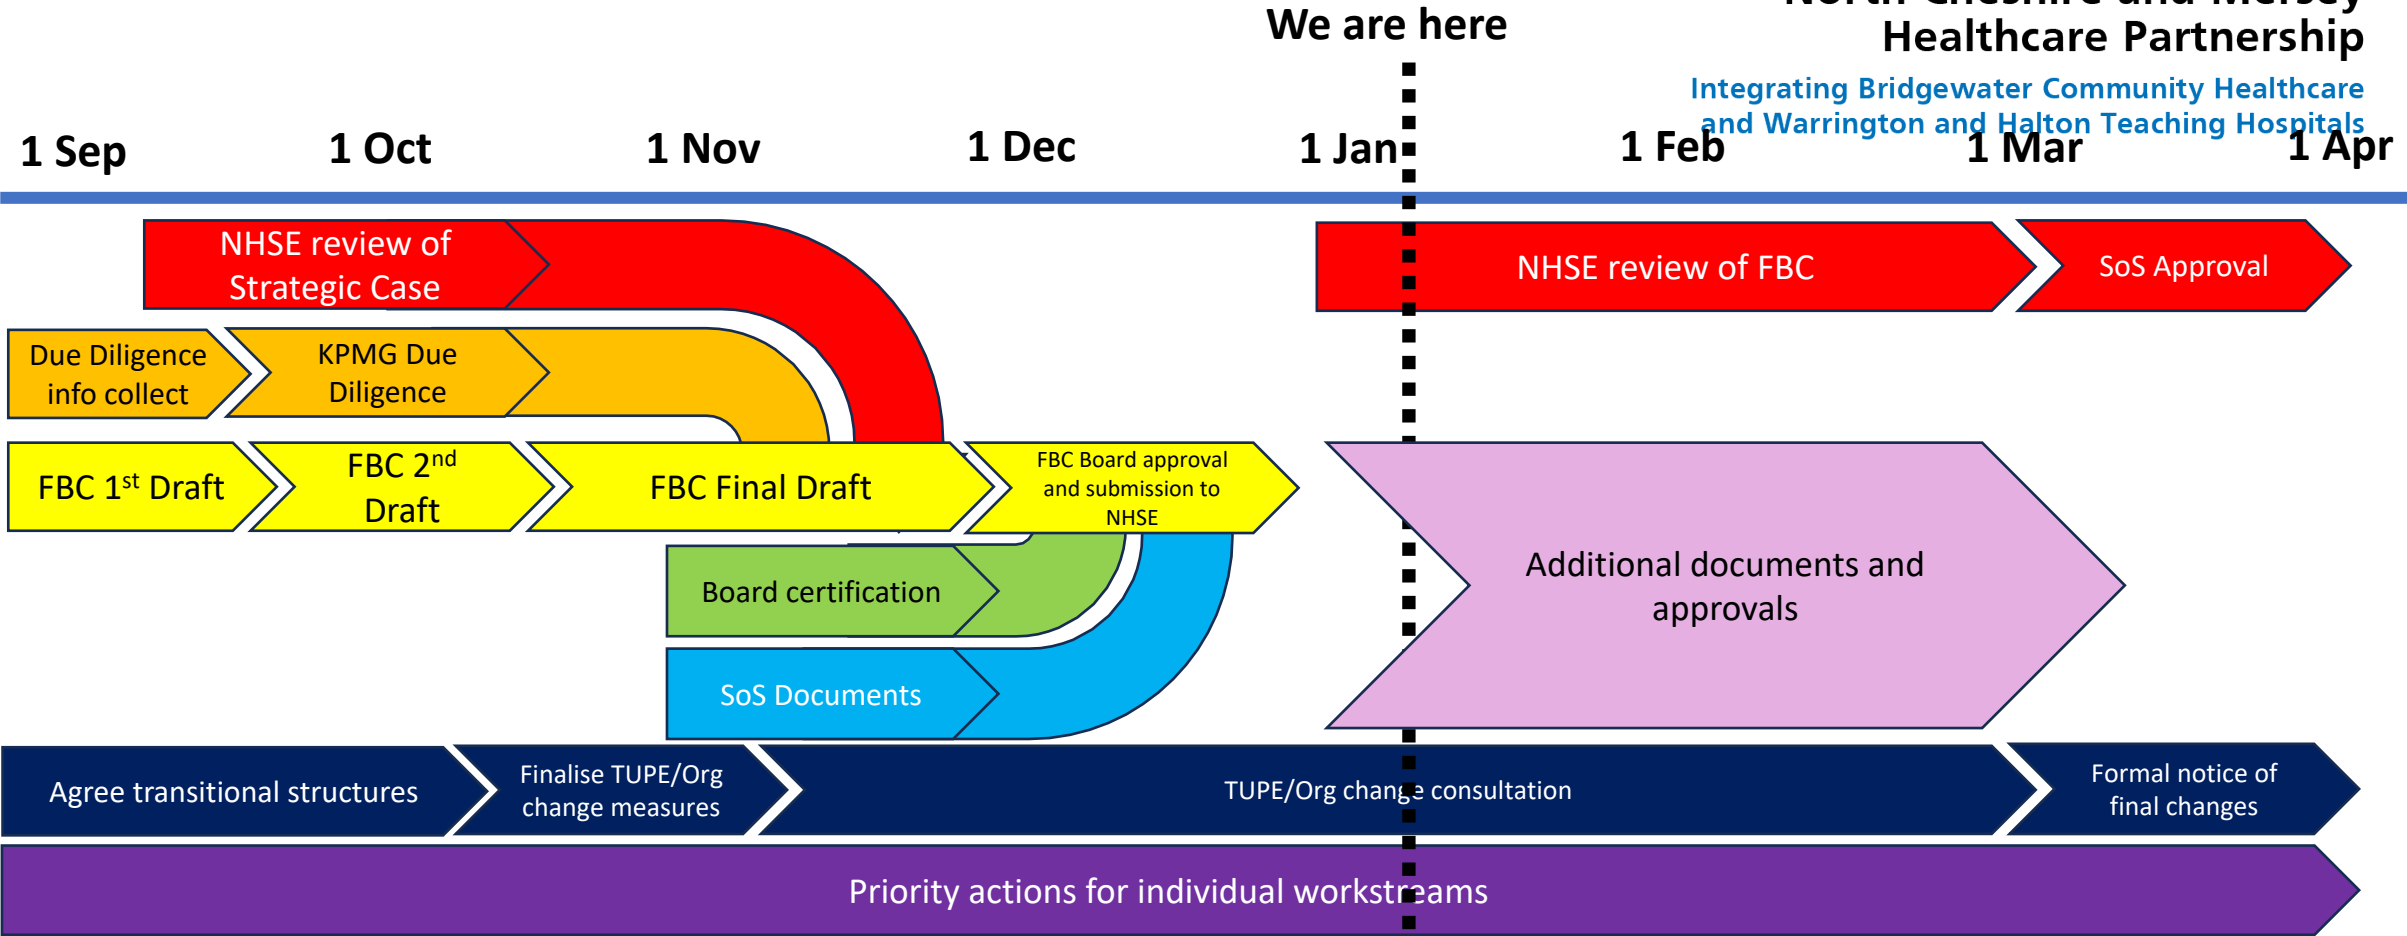 We are here
North Cheshire and Mersey
Healthcare Partnership
Integrating Bridgewater Community Healthcare
and Warrington and Halton Teaching Hospitals
1 Sep
1 Oct
1 Nov
1 Dec
1 Jan
1 Feb
1 Mar
1 Apr
NHSE review of
Strategic Case
NHSE review of FBC
SoS Approval
Due Diligence
info collect
KPMG Due
Diligence
FBC 1st Draft
FBC 2nd
Draft
FBC Final Draft
FBC Board approval
and submission to
NHSE
Board certification
Additional documents and
approvals
SoS Documents
Agree transitional structures
Finalise TUPE/Org
change measures
TUPE/Org change consultation
Formal notice of
final changes
Priority actions for individual workstreams